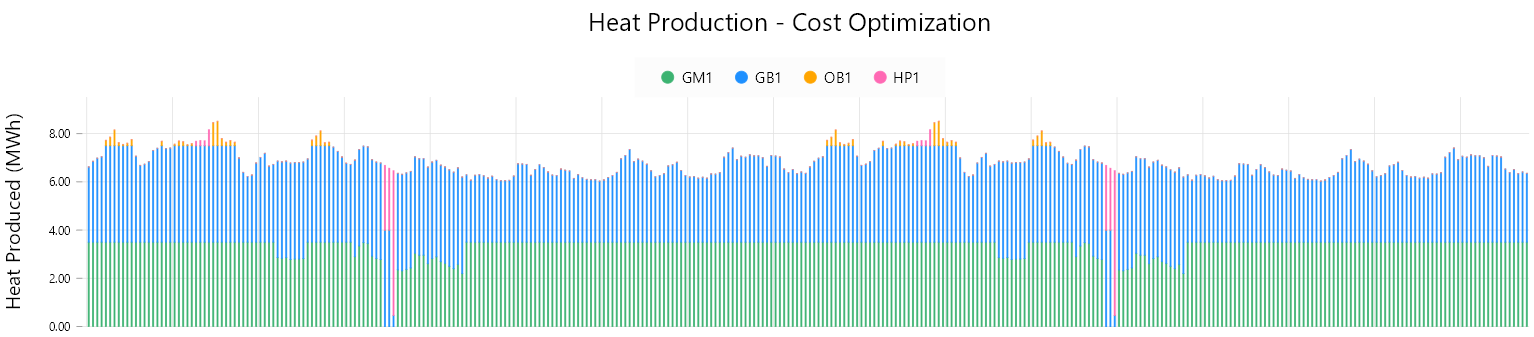 Heat Production - Cost Optimization
GM1 GB1 OB1 HP1
Heat Produced (MWh)
8.00
6.00
4.00
2.00
0.00